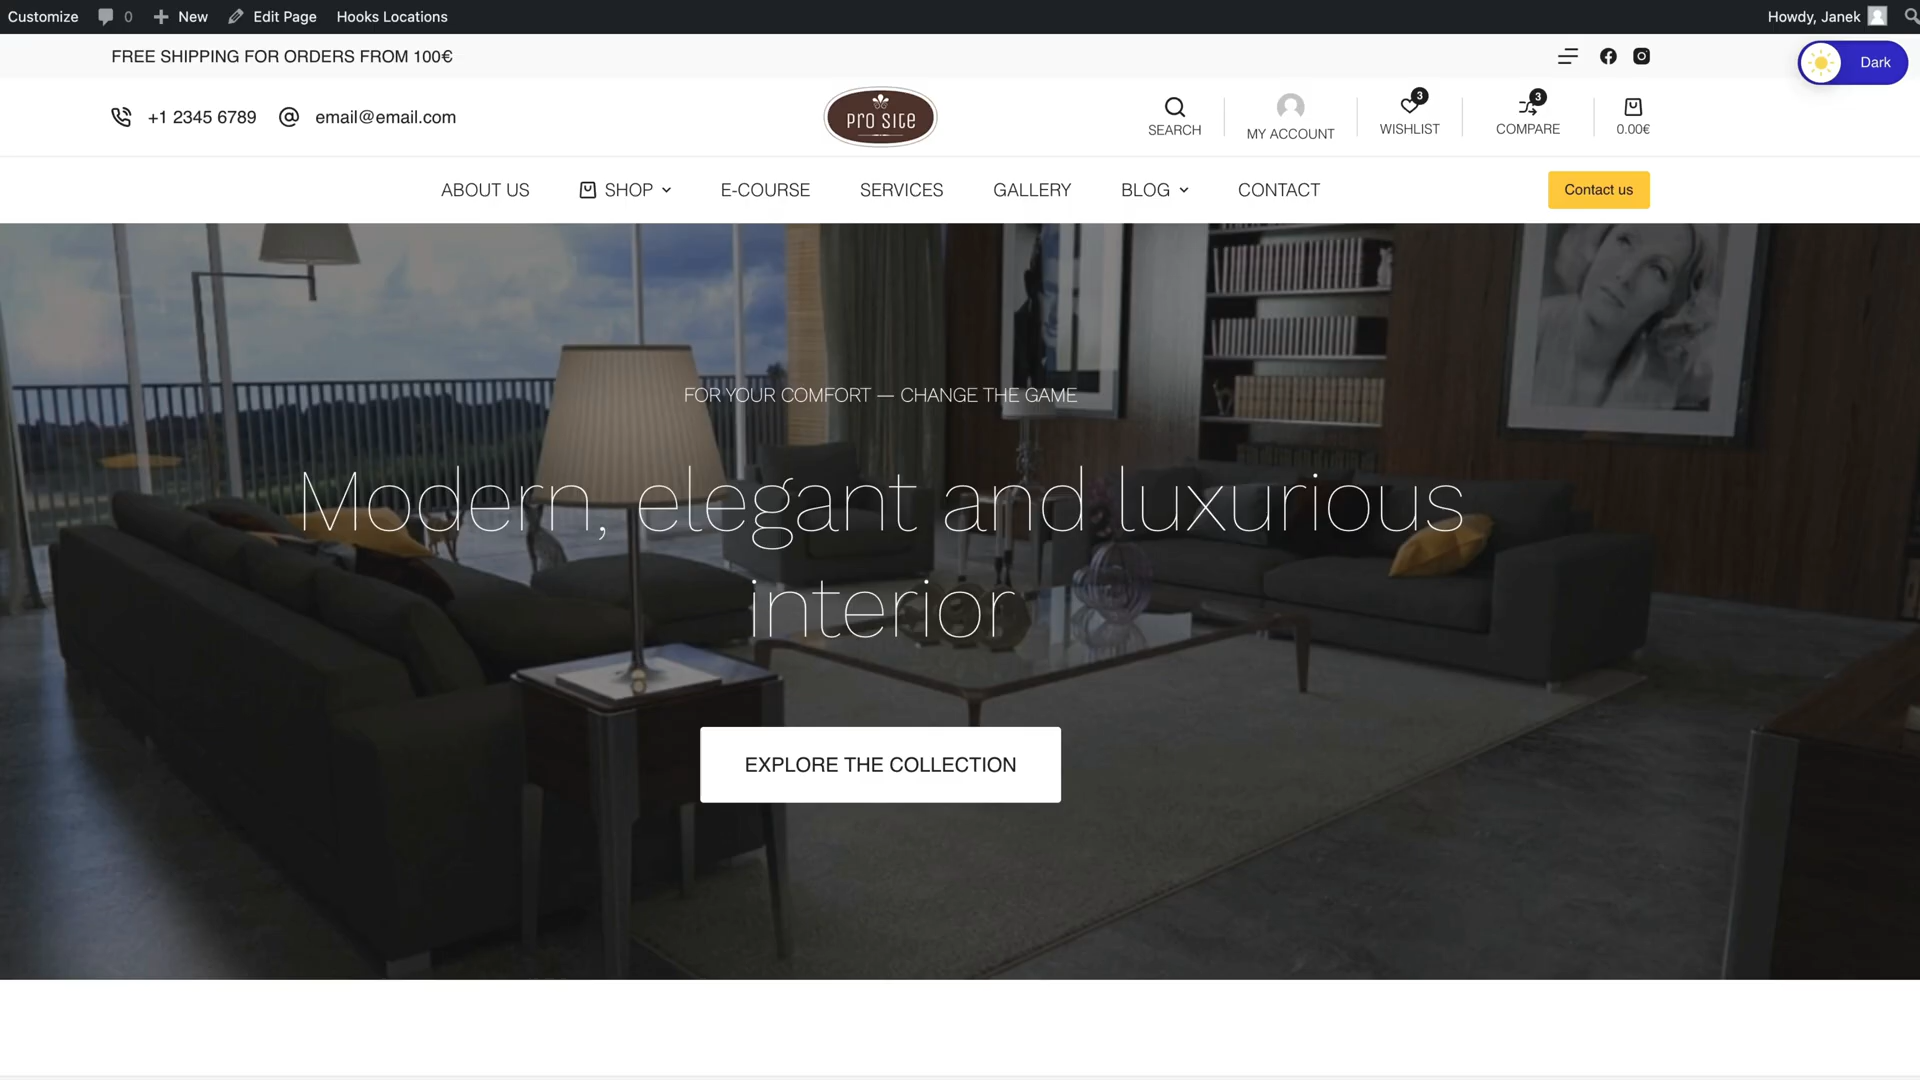 Customize 0 New Edit Page Hooks Locations Howdy, Janek
FREE SHIPPING FOR ORDERS FROM 100€
Dark
+1 2345 6789 email@email.com
pro site
SEARCH MY ACCOUNT 3 WISHLIST 3 COMPARE 0.00€
ABOUT US SHOP E-COURSE SERVICES GALLERY BLOG CONTACT Contact us
FOR YOUR COMFORT — CHANGE THE GAME
Modern, elegant and luxurious
interior
EXPLORE THE COLLECTION